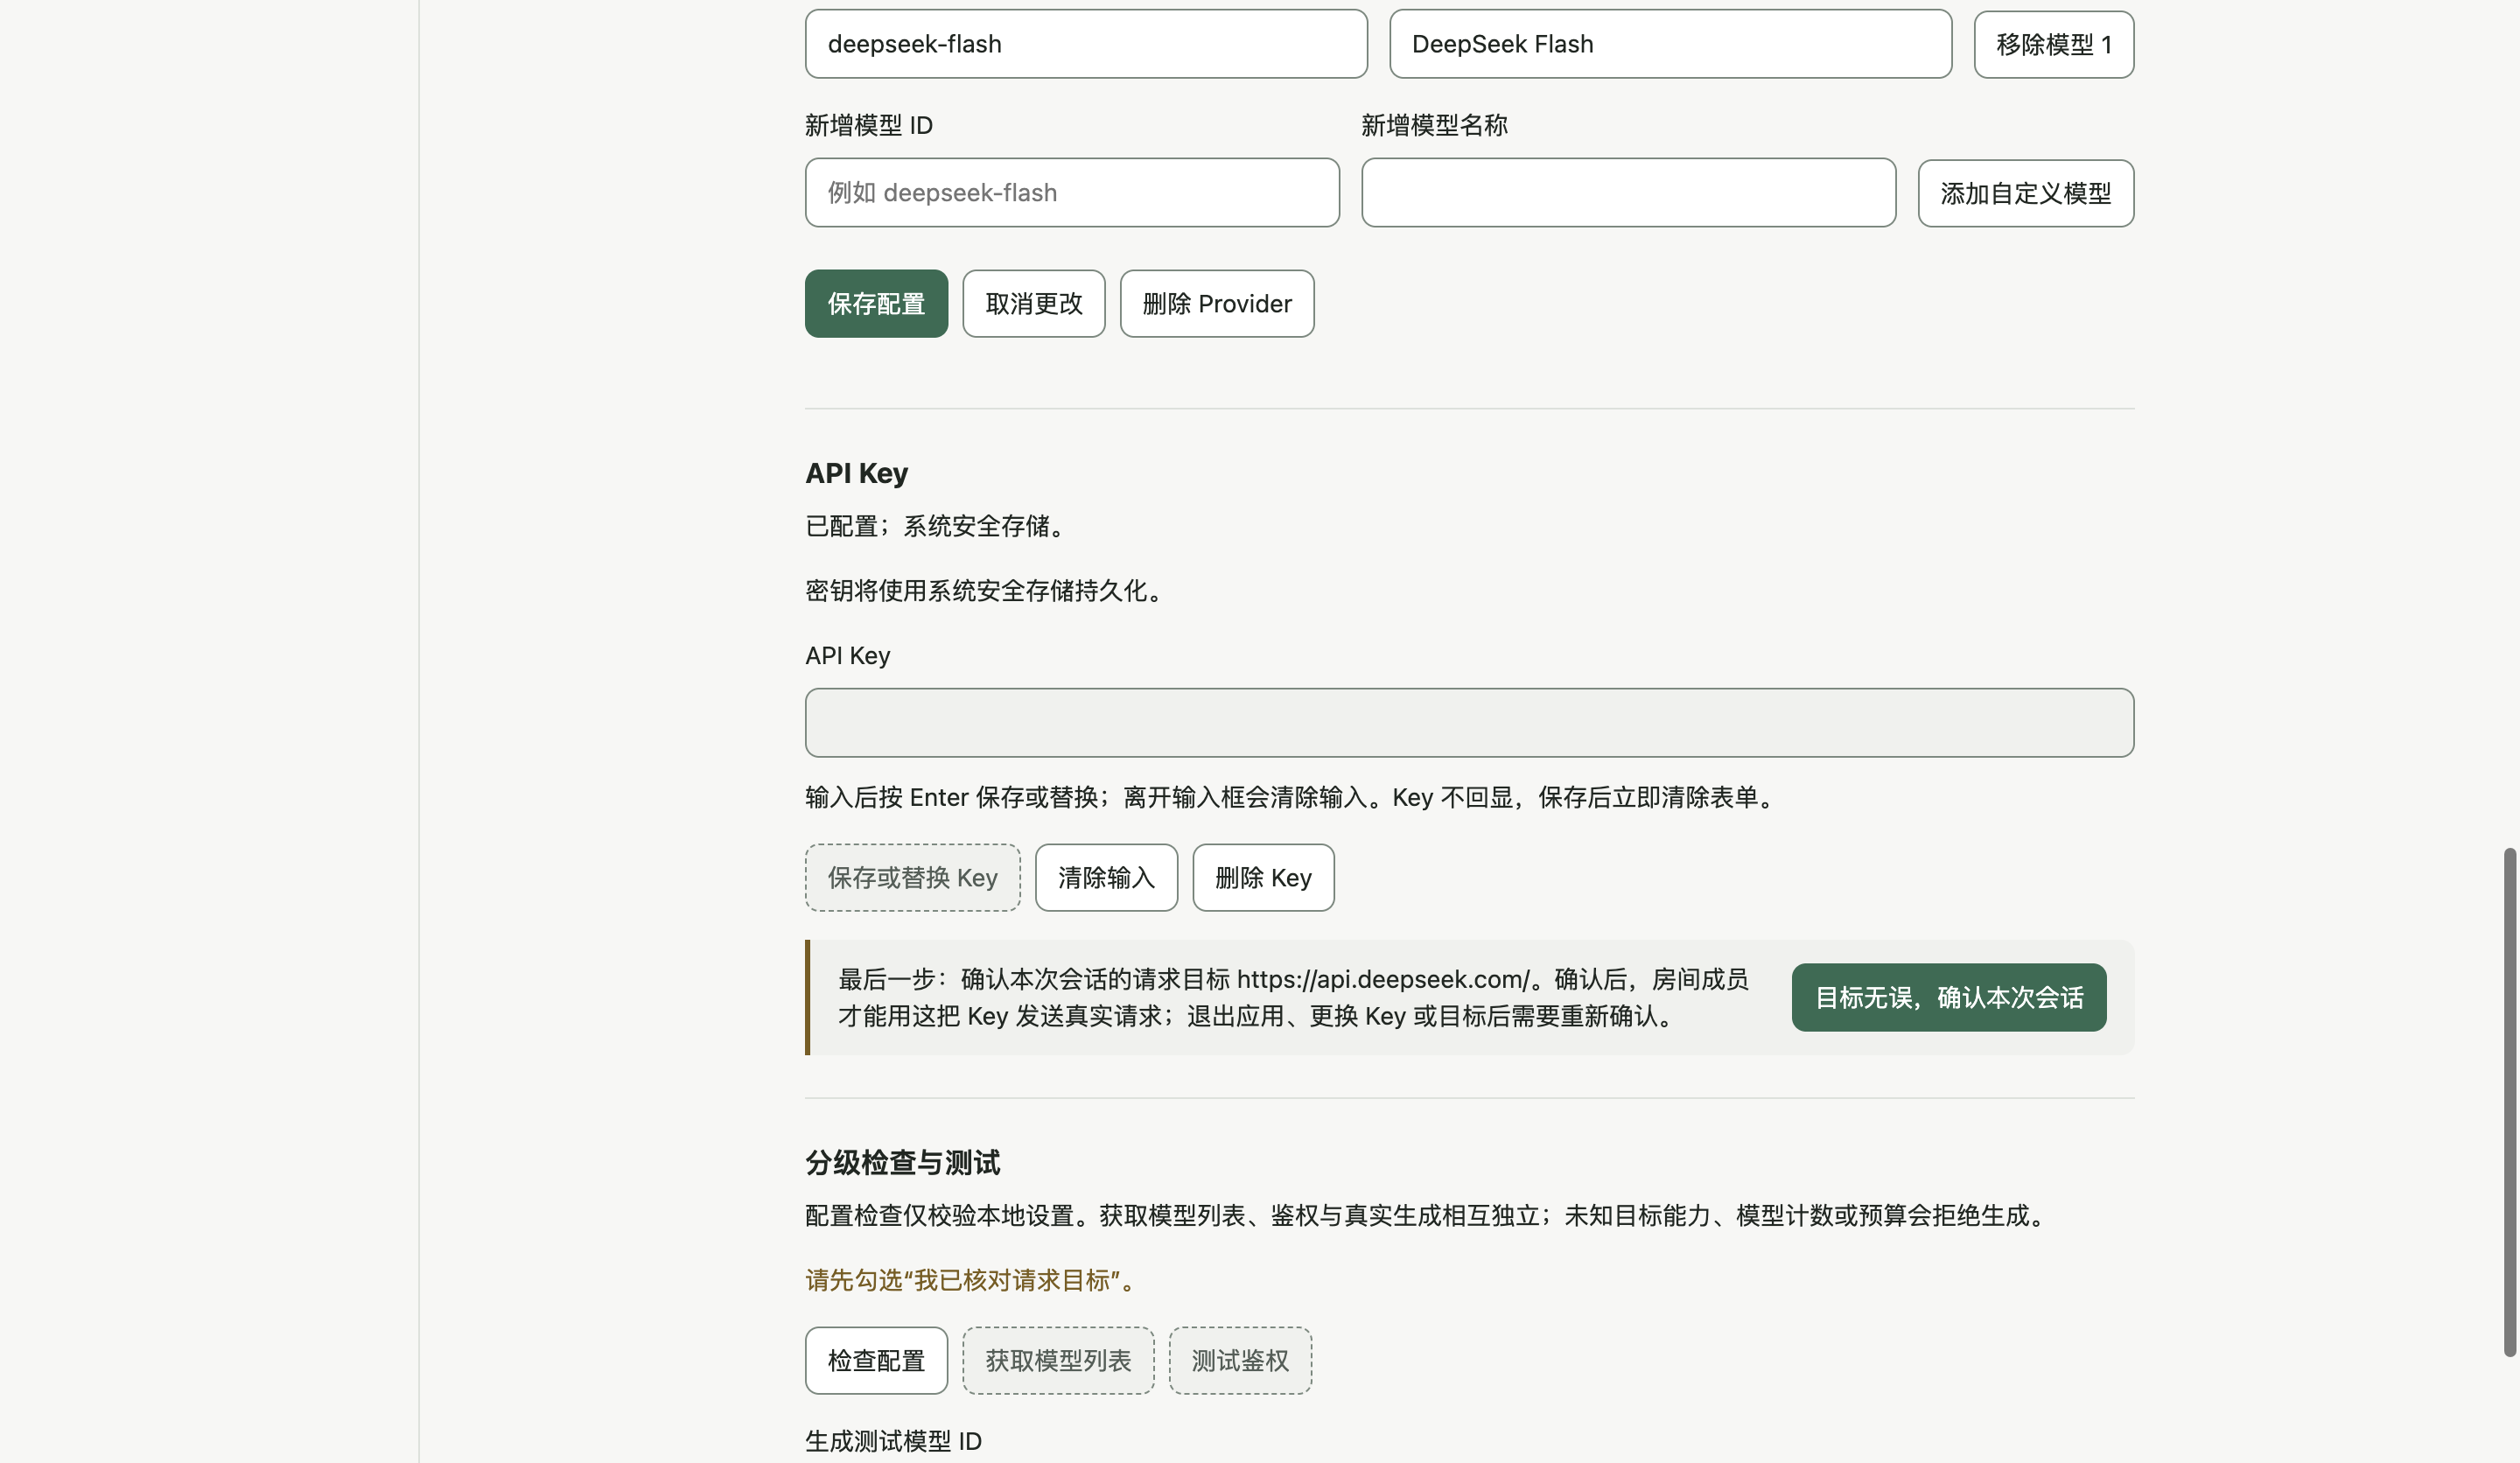 deepseek-flash
DeepSeek Flash
移除模型 1
新增模型 ID
新增模型名称
例如 deepseek-flash
添加自定义模型
保存配置
取消更改
删除 Provider
API Key
已配置；系统安全存储。
密钥将使用系统安全存储持久化。
API Key
输入后按 Enter 保存或替换；离开输入框会清除输入。Key 不回显，保存后立即清除表单。
保存或替换 Key
清除输入
删除 Key
最后一步：确认本次会话的请求目标 https://api.deepseek.com/。确认后，房间成员
才能用这把 Key 发送真实请求；退出应用、更换 Key 或目标后需要重新确认。
目标无误，确认本次会话
分级检查与测试
配置检查仅校验本地设置。获取模型列表、鉴权与真实生成相互独立；未知目标能力、模型计数或预算会拒绝生成。
请先勾选“我已核对请求目标”。
检查配置
获取模型列表
测试鉴权
生成测试模型 ID